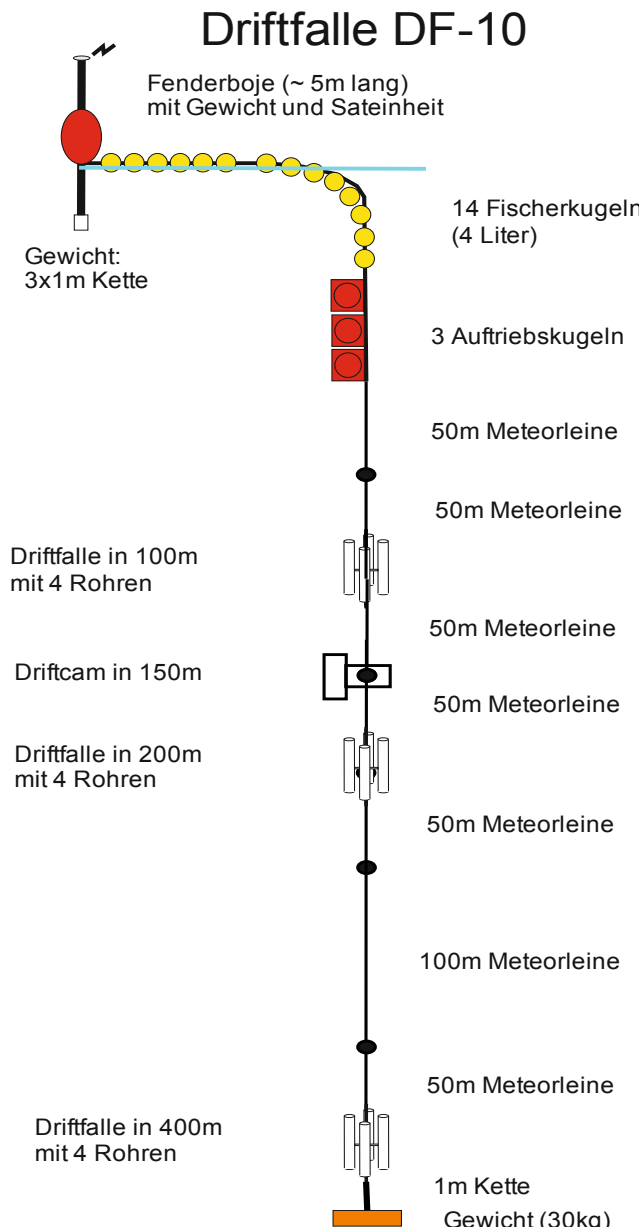 Driftfalle DF-10
Fenderboje (~ 5m lang)
mit Gewicht und Sateinheit
14 Fischerkugeln
(4 Liter)
Gewicht:
3x1m Kette
3 Auftriebskugeln
50m Meteorleine
50m Meteorleine
Driftfalle in 100m
mit 4 Rohren
50m Meteorleine
Driftcam in 150m
50m Meteorleine
Driftfalle in 200m
mit 4 Rohren
50m Meteorleine
100m Meteorleine
50m Meteorleine
Driftfalle in 400m
mit 4 Rohren
1m Kette
Gewicht (30kg)